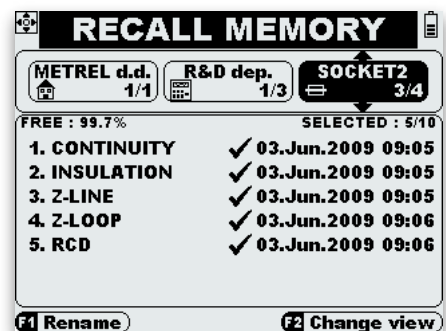 RECALL MEMORY
METREL d.d. R&D dep. SOCKET2
1/1 1/3 3/4
FREE : 99.7% SELECTED : 5/10
1. CONTINUITY 03.Jun.2009 09:05
2. INSULATION 03.Jun.2009 09:05
3. Z-LINE 03.Jun.2009 09:05
4. Z-LOOP 03.Jun.2009 09:06
5. RCD 03.Jun.2009 09:06
F1 Rename F2 Change view